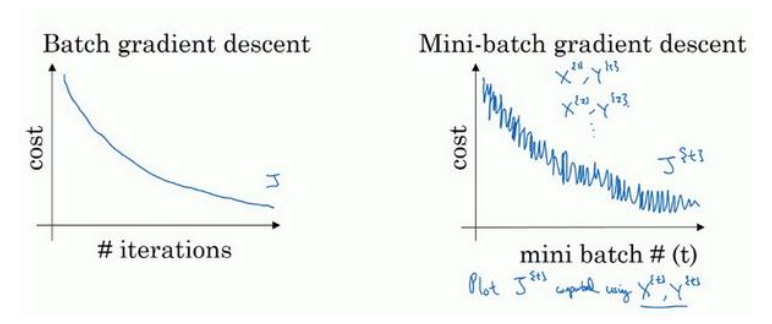 Batch gradient descent
cost
J
# iterations
Mini-batch gradient descent
X^{1}, Y^{1}
X^{2}, Y^{2}
⋮
cost
J^{t}
mini batch # (t)
Plot J^{t} computed using X^{t}, Y^{t}